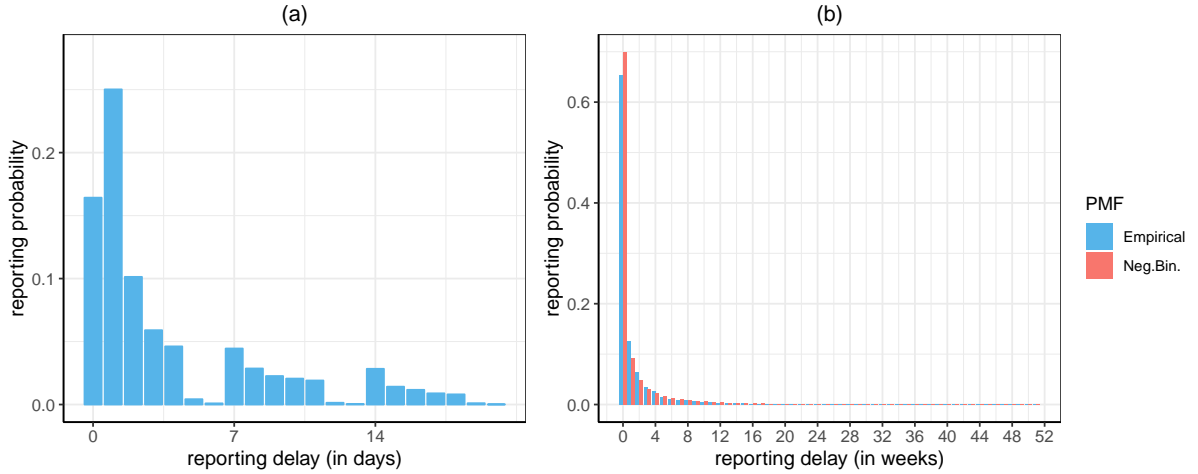 (a)
reporting probability
0.2
0.1
0.0
0
7
14
reporting delay (in days)
(b)
reporting probability
0.6
0.4
0.2
0.0
0 4 8 12 16 20 24 28 32 36 40 44 48 52
reporting delay (in weeks)
PMF
Empirical
Neg.Bin.